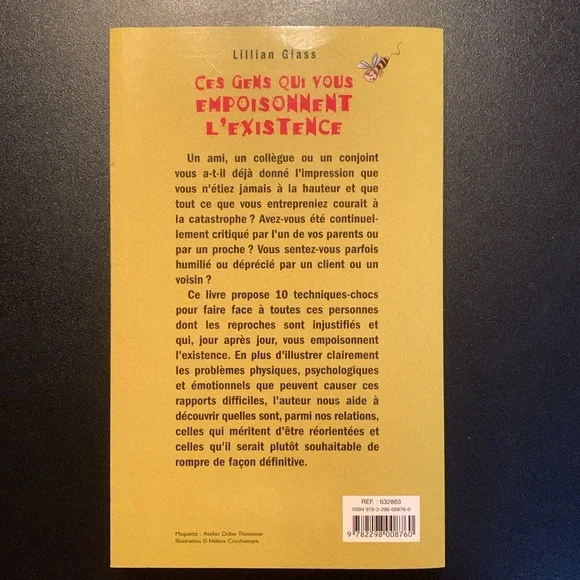 Lillian Glass
CES GENS QUI VOUS
EMPOISONNENT
L'EXISTENCE
Un ami, un collègue ou un conjoint
vous a-t-il déjà donné l'impression que
vous n'étiez jamais à la hauteur et que
tout ce que vous entrepreniez courait à
la catastrophe ? Avez-vous été continuel-
lement critiqué par l'un de vos parents ou
par un proche ? Vous sentez-vous parfois
humilié ou déprécié par un client ou un
voisin ?
Ce livre propose 10 techniques-chocs
pour faire face à toutes ces personnes
dont les reproches sont injustifiés et
qui, jour après jour, vous empoisonnent
l'existence. En plus d'illustrer clairement
les problèmes physiques, psychologiques
et émotionnels que peuvent causer ces
rapports difficiles, l'auteur nous aide à
découvrir quelles sont, parmi nos relations,
celles qui méritent d'être réorientées et
celles qu'il serait plutôt souhaitable de
rompre de façon définitive.
RÉF. : 632863
ISBN 978-2-298-00876-0
9 782298 008760
Maquette : Atelier Didier Thimonier
Illustration © Hélène Crochemore